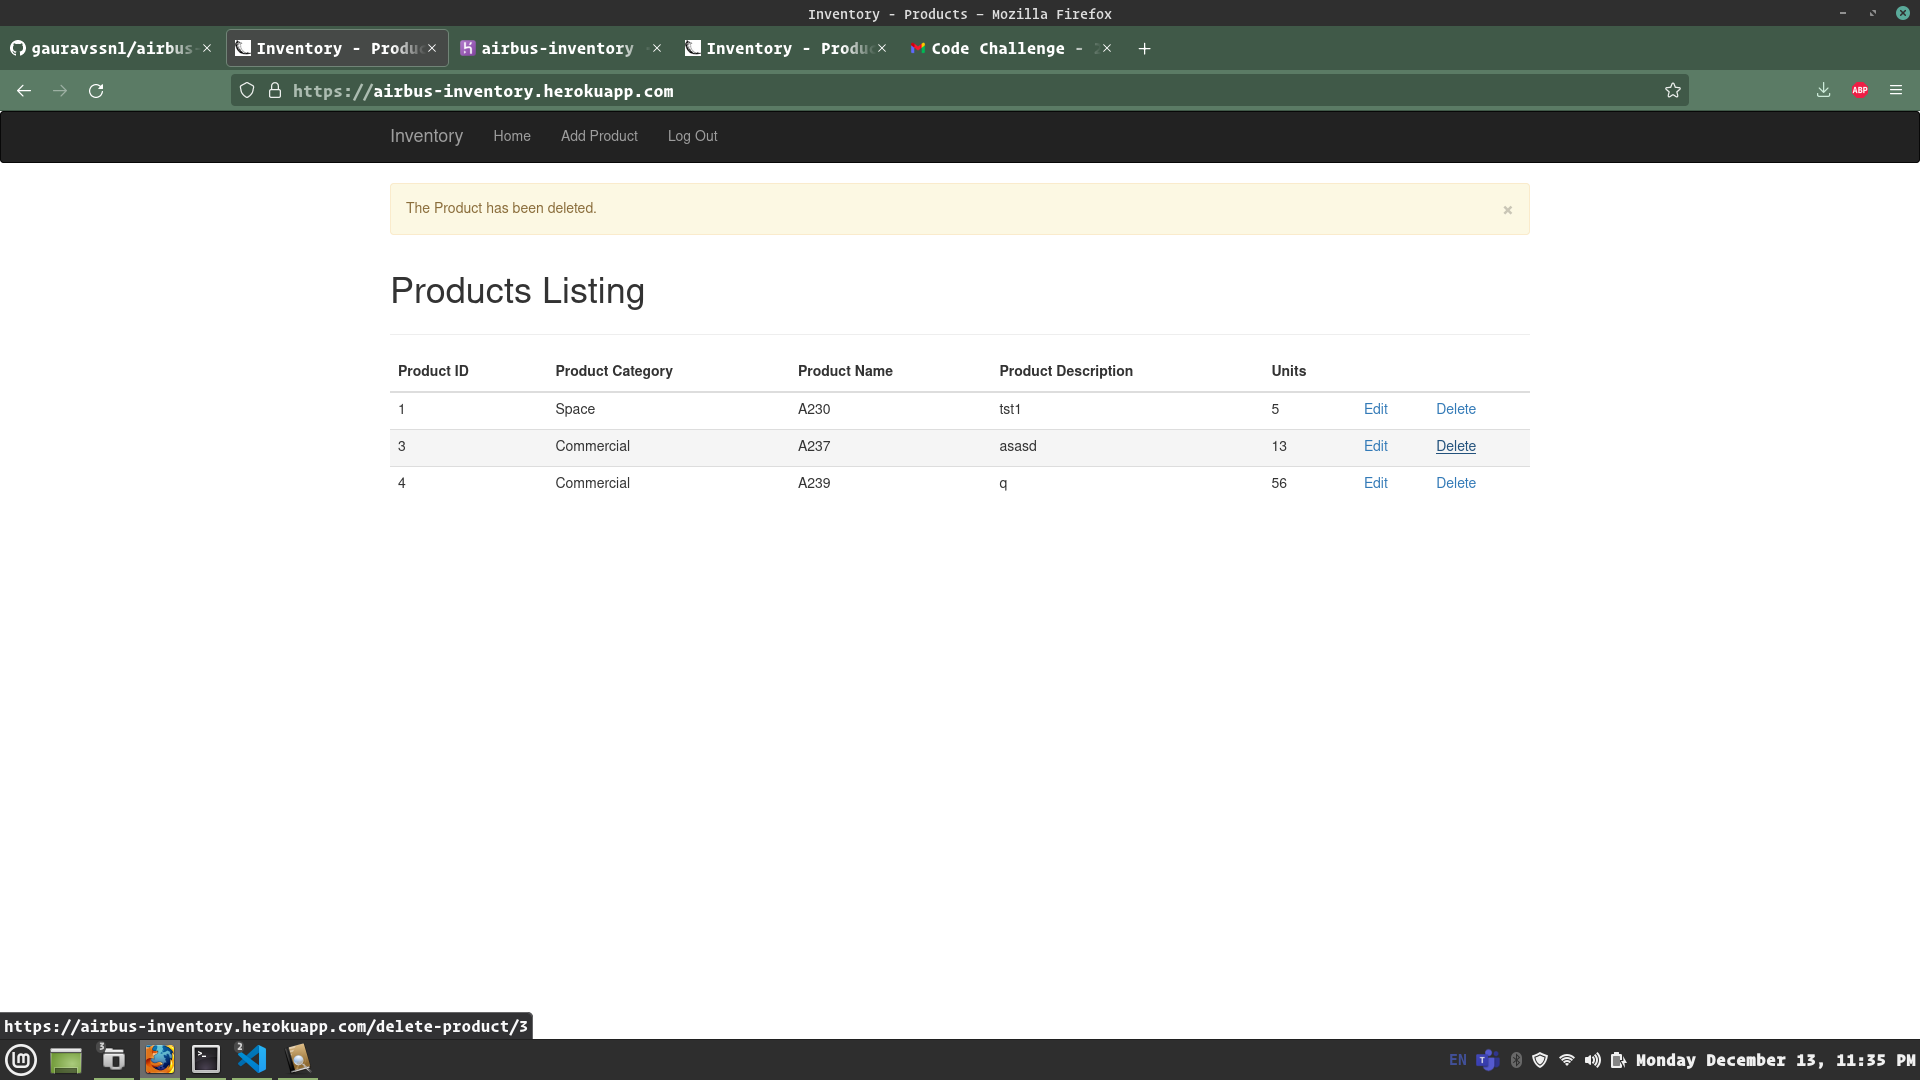 Inventory - Products — Mozilla Firefox
gauravssnl/airbus-
Inventory - Produ
airbus-inventory
Inventory - Produ
Code Challenge -
https://airbus-inventory.herokuapp.com
ABP
Inventory Home Add Product Log Out
The Product has been deleted. ×
Products Listing
Product ID Product Category Product Name Product Description Units
1 Space A230 tst1 5 Edit Delete
3 Commercial A237 asasd 13 Edit Delete
4 Commercial A239 q 56 Edit Delete
https://airbus-inventory.herokuapp.com/delete-product/3
3 2 EN Monday December 13, 11:35 PM